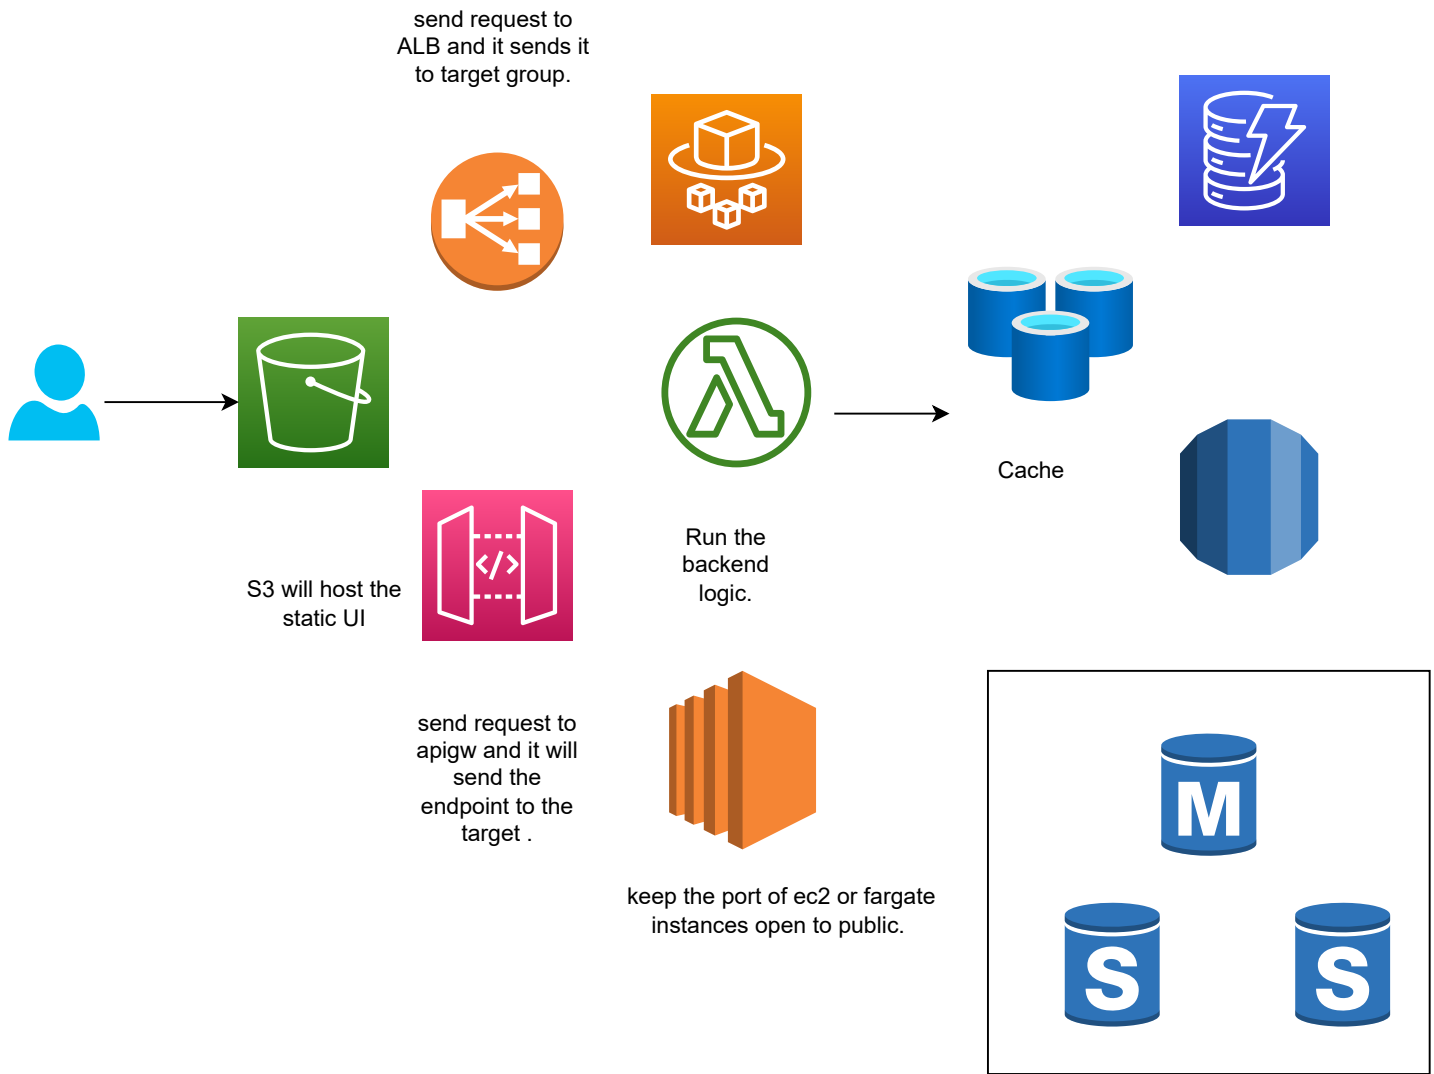 send request to
ALB and it sends it
to target group.
S3 will host the
static UI
send request to
apigw and it will
send the
endpoint to the
target .
Run the
backend
logic.
keep the port of ec2 or fargate
instances open to public.
Cache
M
S
S